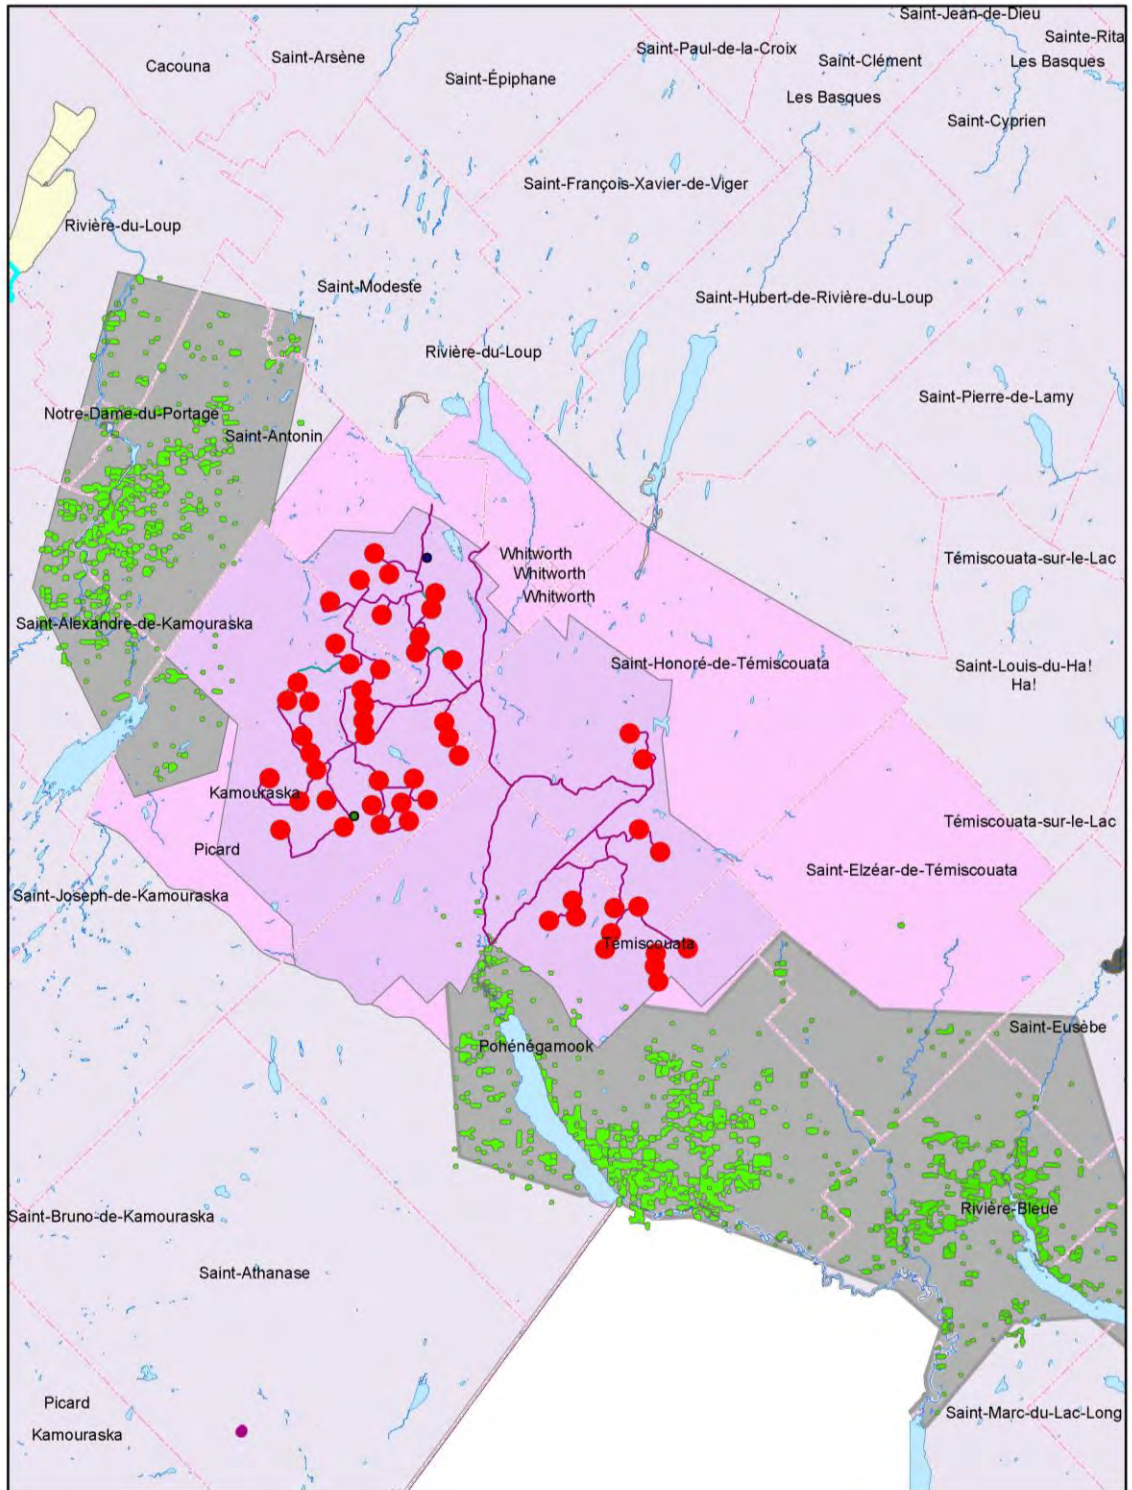 Saint-Jean-de-Dieu
Sainte-Rita
Saint-Arsène
Saint-Paul-de-la-Croix
Saint-Clément
Les Basques
Cacouna
Saint-Épiphane
Les Basques
Saint-Cyprien
Saint-François-Xavier-de-Viger
Rivière-du-Loup
Saint-Modeste
Saint-Hubert-de-Rivière-du-Loup
Rivière-du-Loup
Saint-Pierre-de-Lamy
Notre-Dame-du-Portage
Saint-Antonin
Whitworth
Whitworth
Whitworth
Témiscouata-sur-le-Lac
Saint-Alexandre-de-Kamouraska
Saint-Honoré-de-Témiscouata
Saint-Louis-du-Ha!
Ha!
Kamouraska
Picard
Témiscouata-sur-le-Lac
Saint-Elzéar-de-Témiscouata
Saint-Joseph-de-Kamouraska
Témiscouata
Saint-Eusèbe
Pohénégamook
Saint-Bruno-de-Kamouraska
Rivière-Bleue
Saint-Athanase
Picard
Kamouraska
Saint-Marc-du-Lac-Long